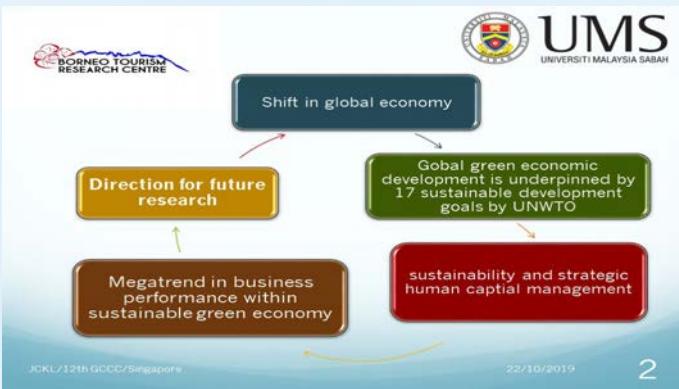 BORNEO TOURISM
RESEARCH CENTRE
UMS
UNIVERSITI MALAYSIA SABAH
Shift in global economy
Gobal green economic
development is underpinned by
17 sustainable development
goals by UNWTO
sustainability and strategic
human captial management
Megatrend in business
performance within
sustainable green economy
Direction for future
research
JCKL/12th GCCC/Singapore
22/10/2019
2